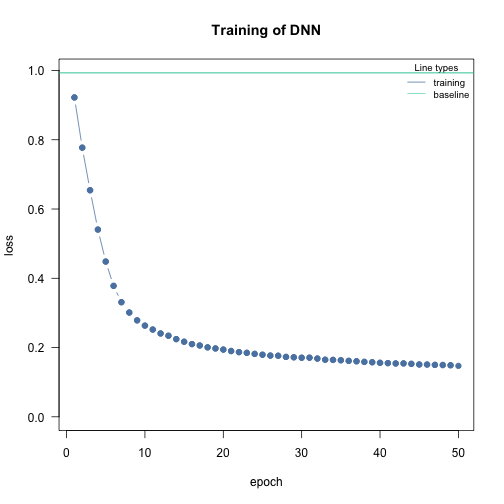 Training of DNN
Line types
training
baseline
loss
1.0
0.8
0.6
0.4
0.2
0.0
0 10 20 30 40 50
epoch